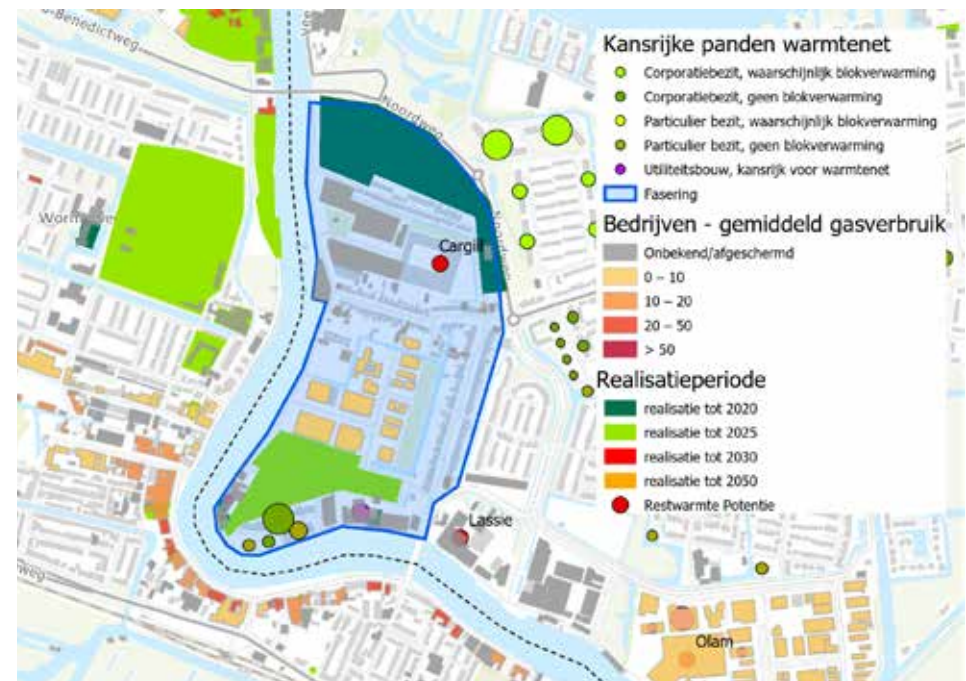 -Benedictweg
Noordweg
Kansrijke panden warmtenet
Corporatiebezit, waarschijnlijk blokverwarming
Corporatiebezit, geen blokverwarming
Particulier bezit, waarschijnlijk blokverwarming
Particulier bezit, geen blokverwarming
Utiliteitsbouw, kansrijk voor warmtenet
Fasering
Bedrijven - gemiddeld gasverbruik
Onbekend/afgeschermd
0 – 10
10 – 20
20 – 50
> 50
Realisatieperiode
realisatie tot 2020
realisatie tot 2025
realisatie tot 2030
realisatie tot 2050
Restwarmte Potentie
Cargill
Lassie
weg
Olam